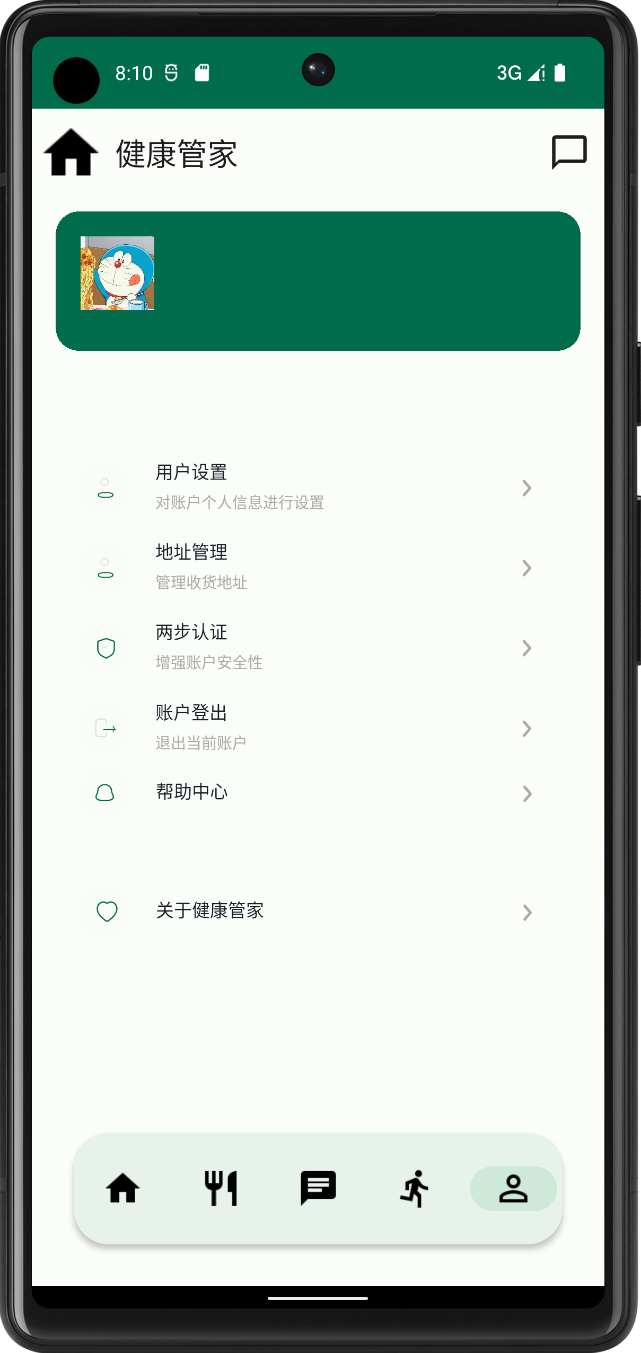 8:10
3G
健康管家
用户设置
对账户个人信息进行设置
地址管理
管理收货地址
两步认证
增强账户安全性
账户登出
退出当前账户
帮助中心
关于健康管家